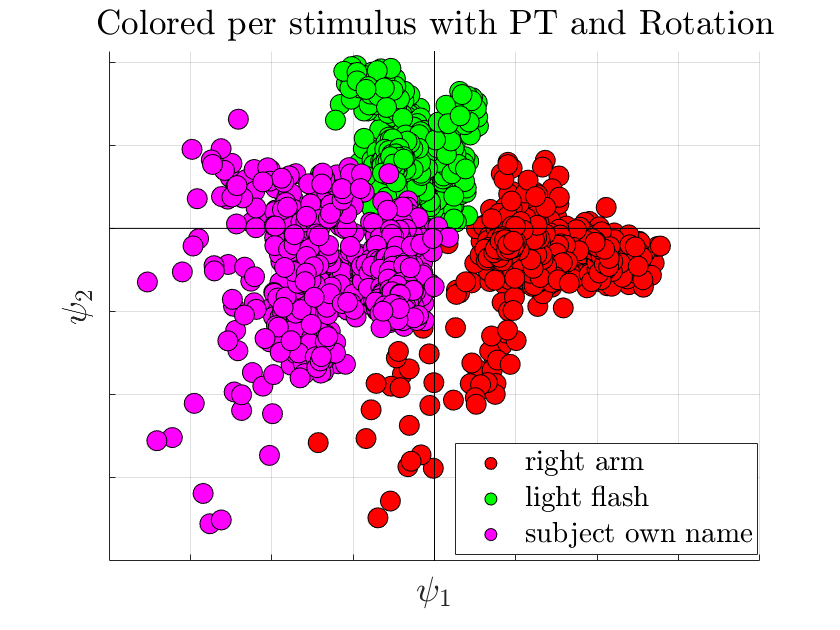 Colored per stimulus with PT and Rotation
ψ₂
right arm
light flash
subject own name
ψ₁